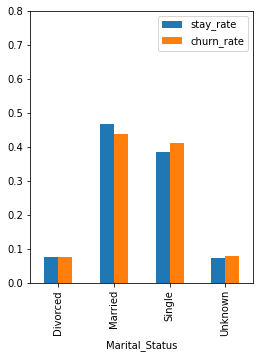 0.8
0.7
0.6
0.5
0.4
0.3
0.2
0.1
0.0
stay_rate
churn_rate
Divorced
Married
Single
Unknown
Marital_Status